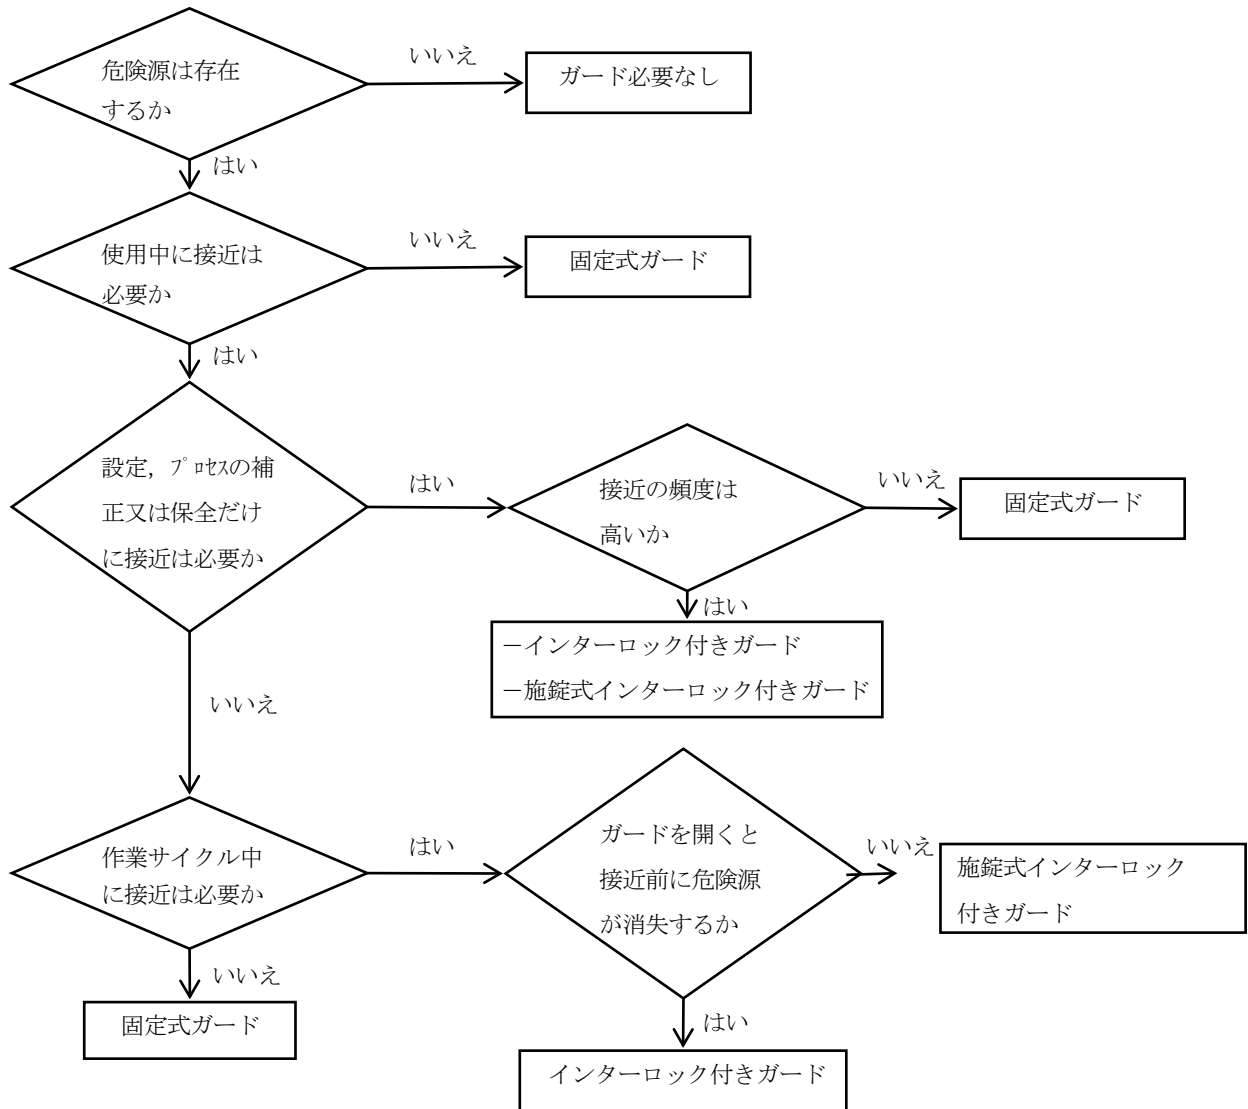 危険源は存在
するか
いいえ
ガード必要なし
はい
使用中に接近は
必要か
いいえ
固定式ガード
はい
設定，ﾌﾟﾛｾｽの補
正又は保全だけ
に接近は必要か
はい
接近の頻度は
高いか
いいえ
固定式ガード
はい
－インターロック付きガード
－施錠式インターロック付きガード
いいえ
作業サイクル中
に接近は必要か
はい
ガードを開くと
接近前に危険源
が消失するか
いいえ
施錠式インターロック
付きガード
いいえ
固定式ガード
はい
インターロック付きガード